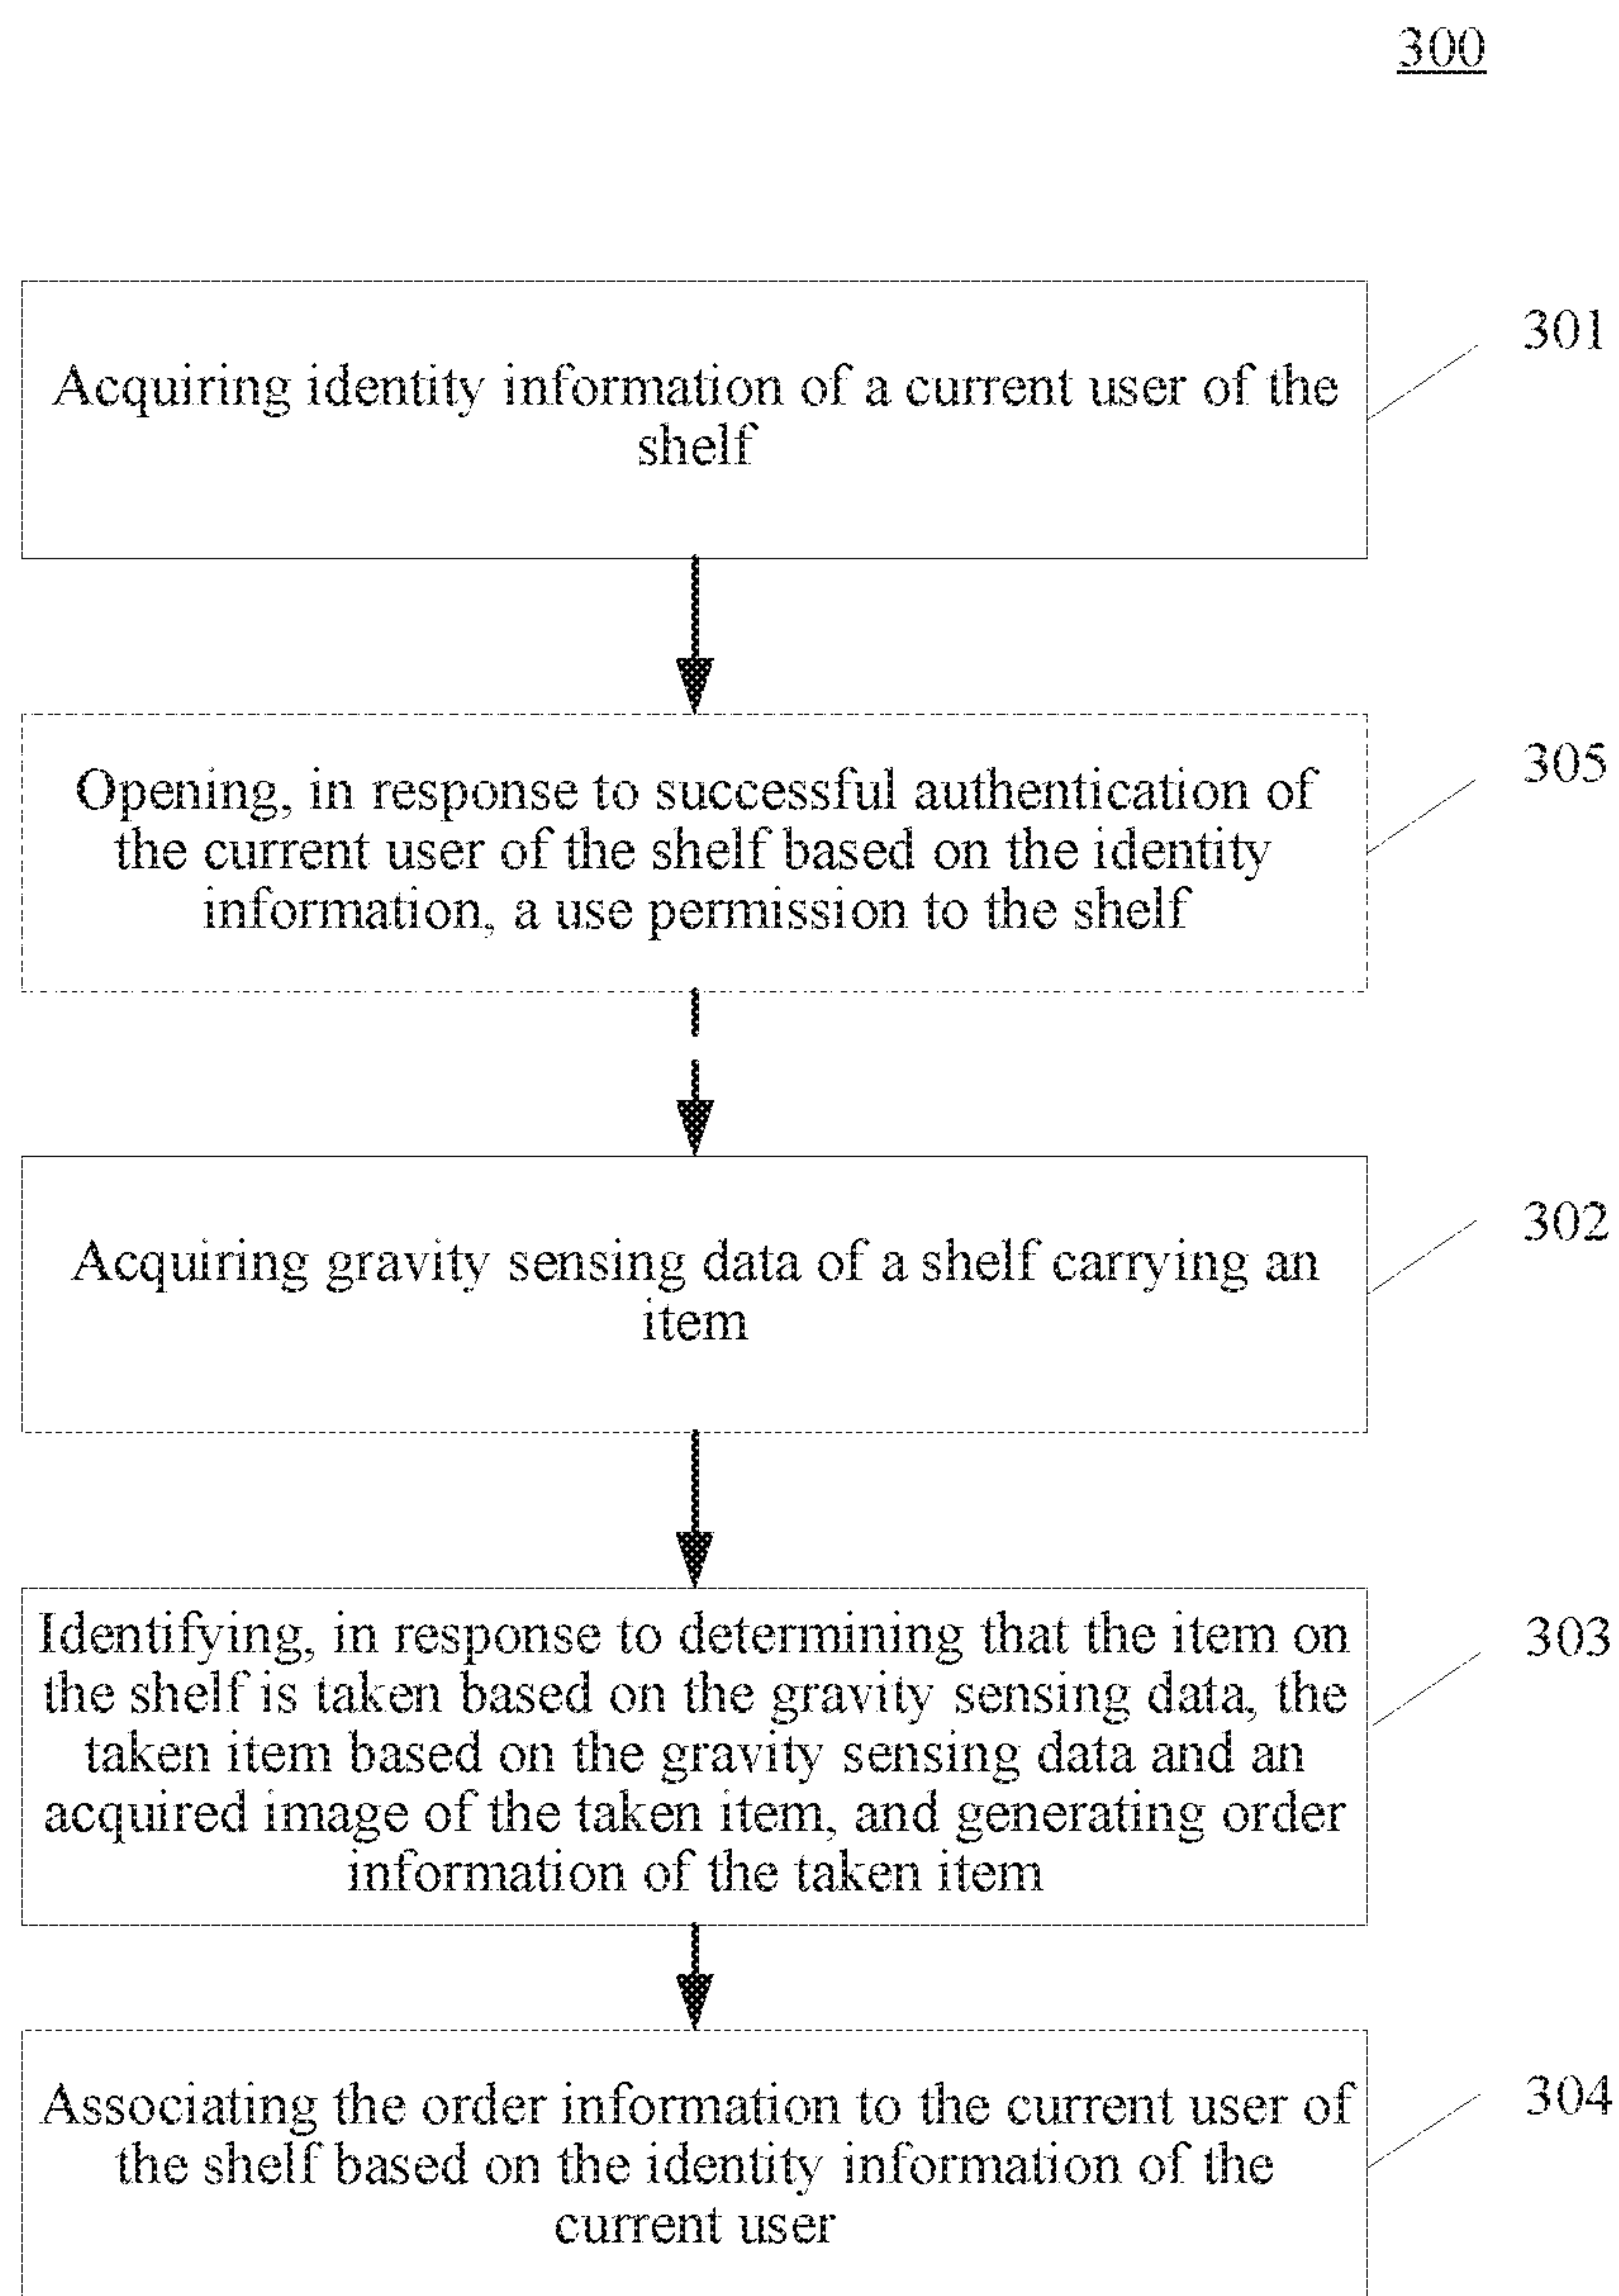 300
Acquiring identity information of a current user of the
shelf
301
Opening, in response to successful authentication of
the current user of the shelf based on the identity
information, a use permission to the shelf
305
Acquiring gravity sensing data of a shelf carrying an
item
302
Identifying, in response to determining that the item on
the shelf is taken based on the gravity sensing data, the
taken item based on the gravity sensing data and an
acquired image of the taken item, and generating order
information of the taken item
303
Associating the order information to the current user of
the shelf based on the identity information of the
current user
304